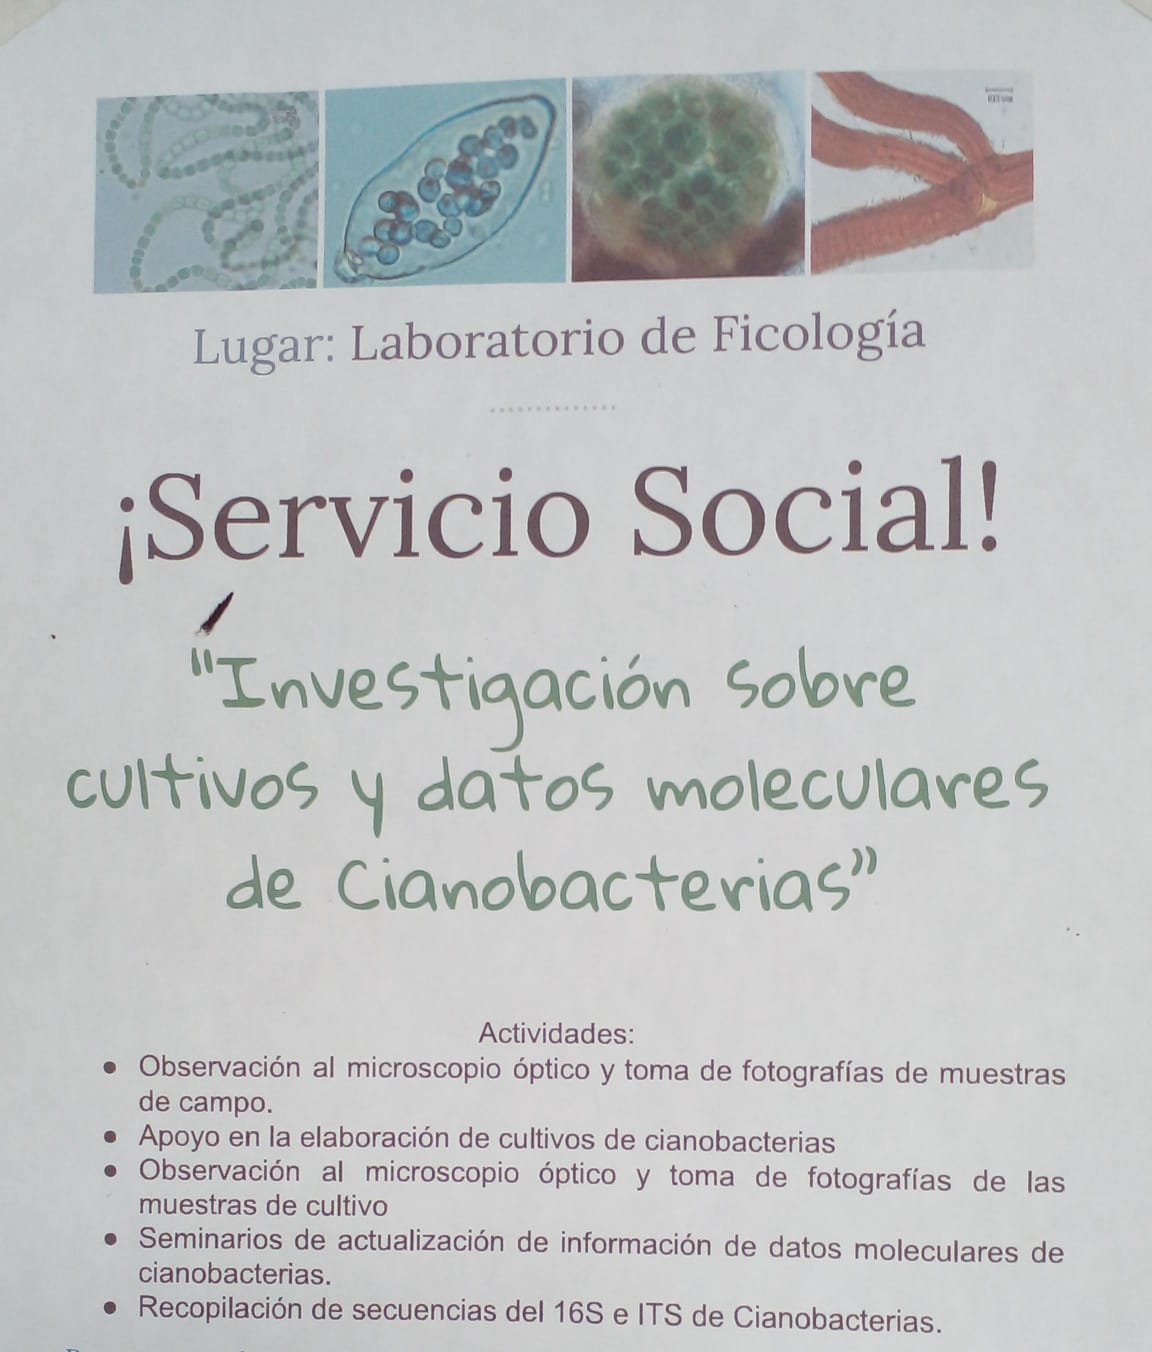 Lugar: Laboratorio de Ficología
¡Servicio Social!
"Investigación sobre
cultivos y datos moleculares
de Cianobacterias"
Actividades:
● Observación al microscopio óptico y toma de fotografías de muestras
de campo.
● Apoyo en la elaboración de cultivos de cianobacterias
● Observación al microscopio óptico y toma de fotografías de las
muestras de cultivo
● Seminarios de actualización de información de datos moleculares de
cianobacterias.
● Recopilación de secuencias del 16S e ITS de Cianobacterias.